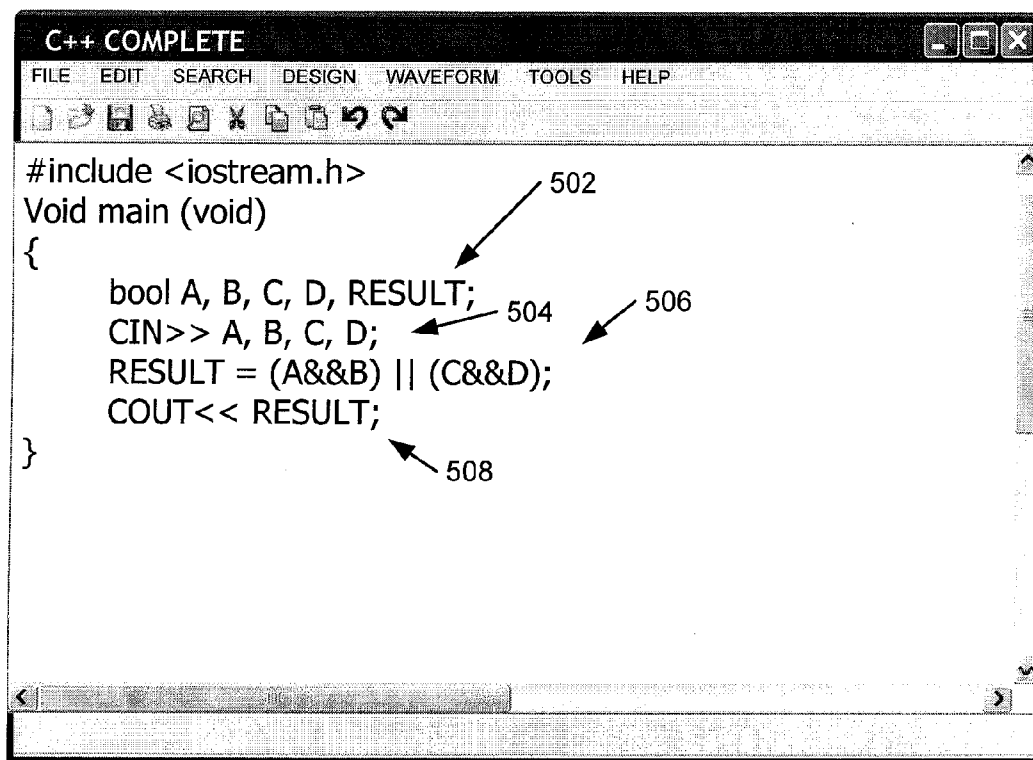 C++ COMPLETE
FILE EDIT SEARCH DESIGN WAVEFORM TOOLS HELP
#include <iostream.h>
502
Void main (void)
{
bool A, B, C, D, RESULT;
504
506
CIN>> A, B, C, D;
RESULT = (A&&B) || (C&&D);
COUT<< RESULT;
}
508